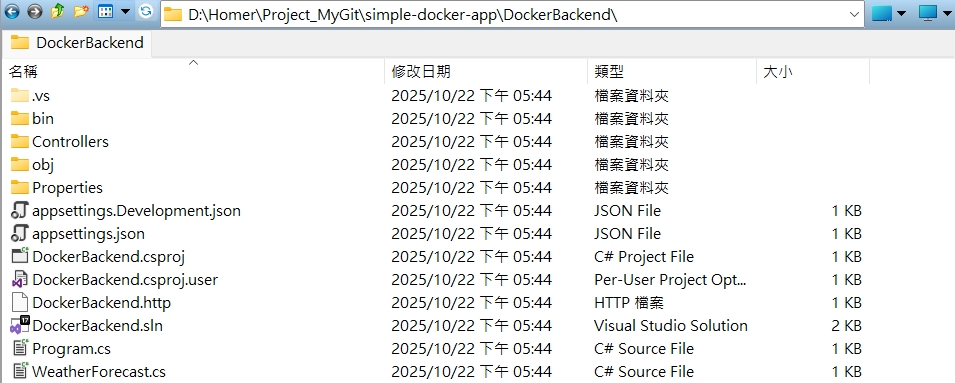 D:\Homer\Project_MyGit\simple-docker-app\DockerBackend\
DockerBackend
名稱 修改日期 類型 大小
.vs 2025/10/22 下午 05:44 檔案資料夾
bin 2025/10/22 下午 05:44 檔案資料夾
Controllers 2025/10/22 下午 05:44 檔案資料夾
obj 2025/10/22 下午 05:44 檔案資料夾
Properties 2025/10/22 下午 05:44 檔案資料夾
appsettings.Development.json 2025/10/22 下午 05:44 JSON File 1 KB
appsettings.json 2025/10/22 下午 05:44 JSON File 1 KB
DockerBackend.csproj 2025/10/22 下午 05:44 C# Project File 1 KB
DockerBackend.csproj.user 2025/10/22 下午 05:44 Per-User Project Opt... 1 KB
DockerBackend.http 2025/10/22 下午 05:44 HTTP 檔案 1 KB
DockerBackend.sln 2025/10/22 下午 05:44 Visual Studio Solution 2 KB
Program.cs 2025/10/22 下午 05:44 C# Source File 1 KB
WeatherForecast.cs 2025/10/22 下午 05:44 C# Source File 1 KB